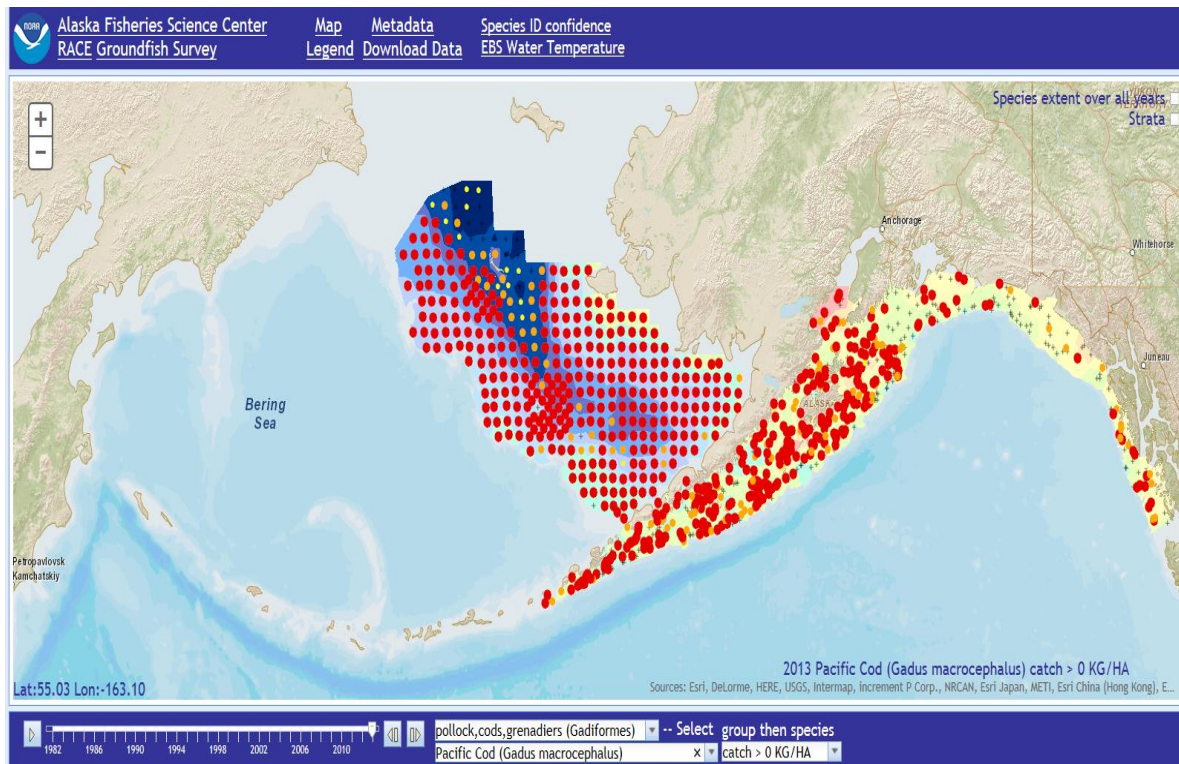 NOAA
Alaska Fisheries Science Center
RACE Groundfish Survey
Map
Legend
Metadata
Download Data
Species ID confidence
EBS Water Temperature
+
−
Species extent over all years
Strata
Anchorage
Whitehorse
Juneau
ALASKA
Bering
Sea
Petropavlovsk
Kamchatskiy
2013 Pacific Cod (Gadus macrocephalus) catch > 0 KG/HA
Lat:55.03 Lon:-163.10
Sources: Esri, DeLorme, HERE, USGS, Intermap, increment P Corp., NRCAN, Esri Japan, METI, Esri China (Hong Kong), E...
1982 1986 1990 1994 1998 2002 2006 2010
pollock,cods,grenadiers (Gadiformes) -- Select group then species
Pacific Cod (Gadus macrocephalus) x catch > 0 KG/HA